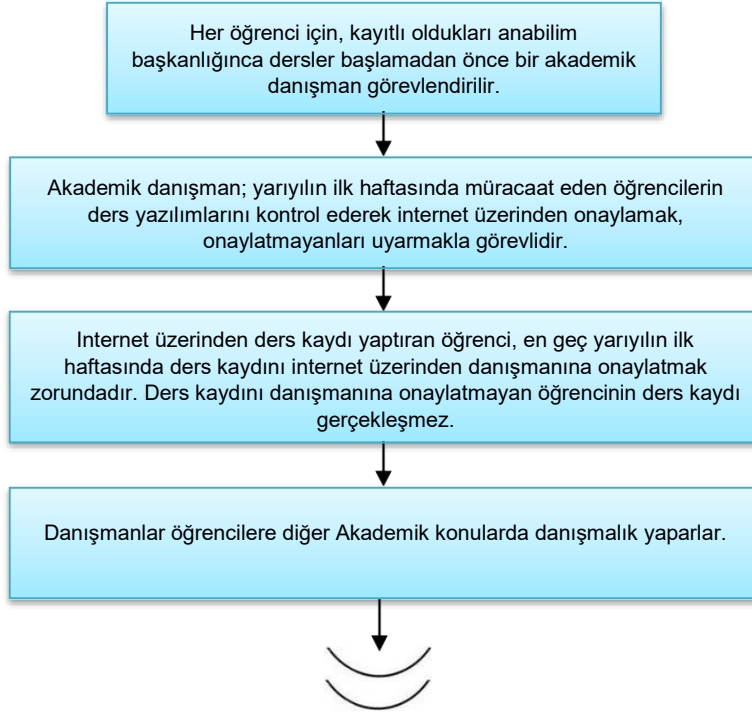 Her öğrenci için, kayıtlı oldukları anabilim
başkanlığınca dersler başlamadan önce bir akademik
danışman görevlendirilir.
Akademik danışman; yarıyılın ilk haftasında müracaat eden öğrencilerin
ders yazılımlarını kontrol ederek internet üzerinden onaylamak,
onaylatmayanları uyarmakla görevlidir.
Internet üzerinden ders kaydı yaptıran öğrenci, en geç yarıyılın ilk
haftasında ders kaydını internet üzerinden danışmanına onaylatmak
zorundadır. Ders kaydını danışmanına onaylatmayan öğrencinin ders kaydı
gerçekleşmez.
Danışmanlar öğrencilere diğer Akademik konularda danışmalık yaparlar.